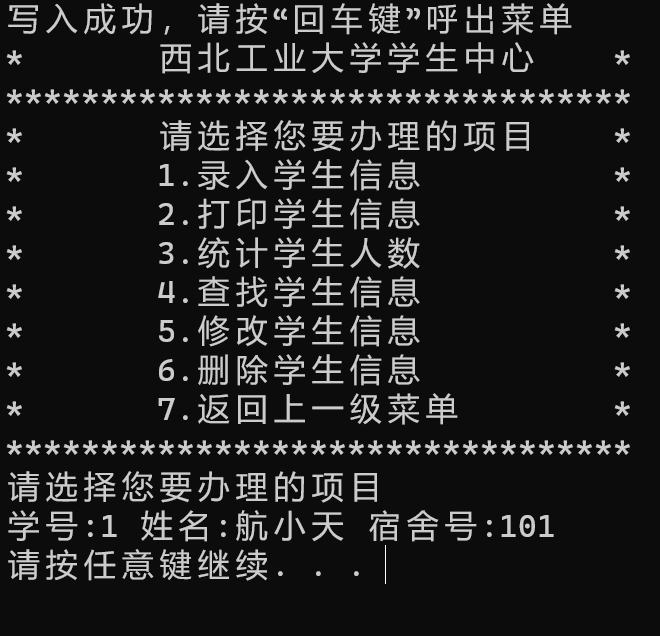 写入成功，请按“回车键”呼出菜单
*       西北工业大学学生中心    *
*********************************
*       请选择您要办理的项目    *
*       1.录入学生信息          *
*       2.打印学生信息          *
*       3.统计学生人数          *
*       4.查找学生信息          *
*       5.修改学生信息          *
*       6.删除学生信息          *
*       7.返回上一级菜单        *
*********************************
请选择您要办理的项目
学号:1 姓名:航小天 宿舍号:101
请按任意键继续. . .